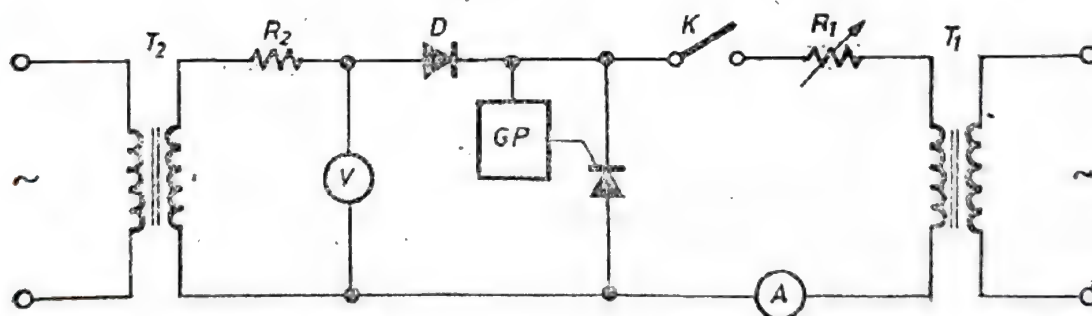 T₂ R₂ D K R₁ T₁
GP
~ V ~
A